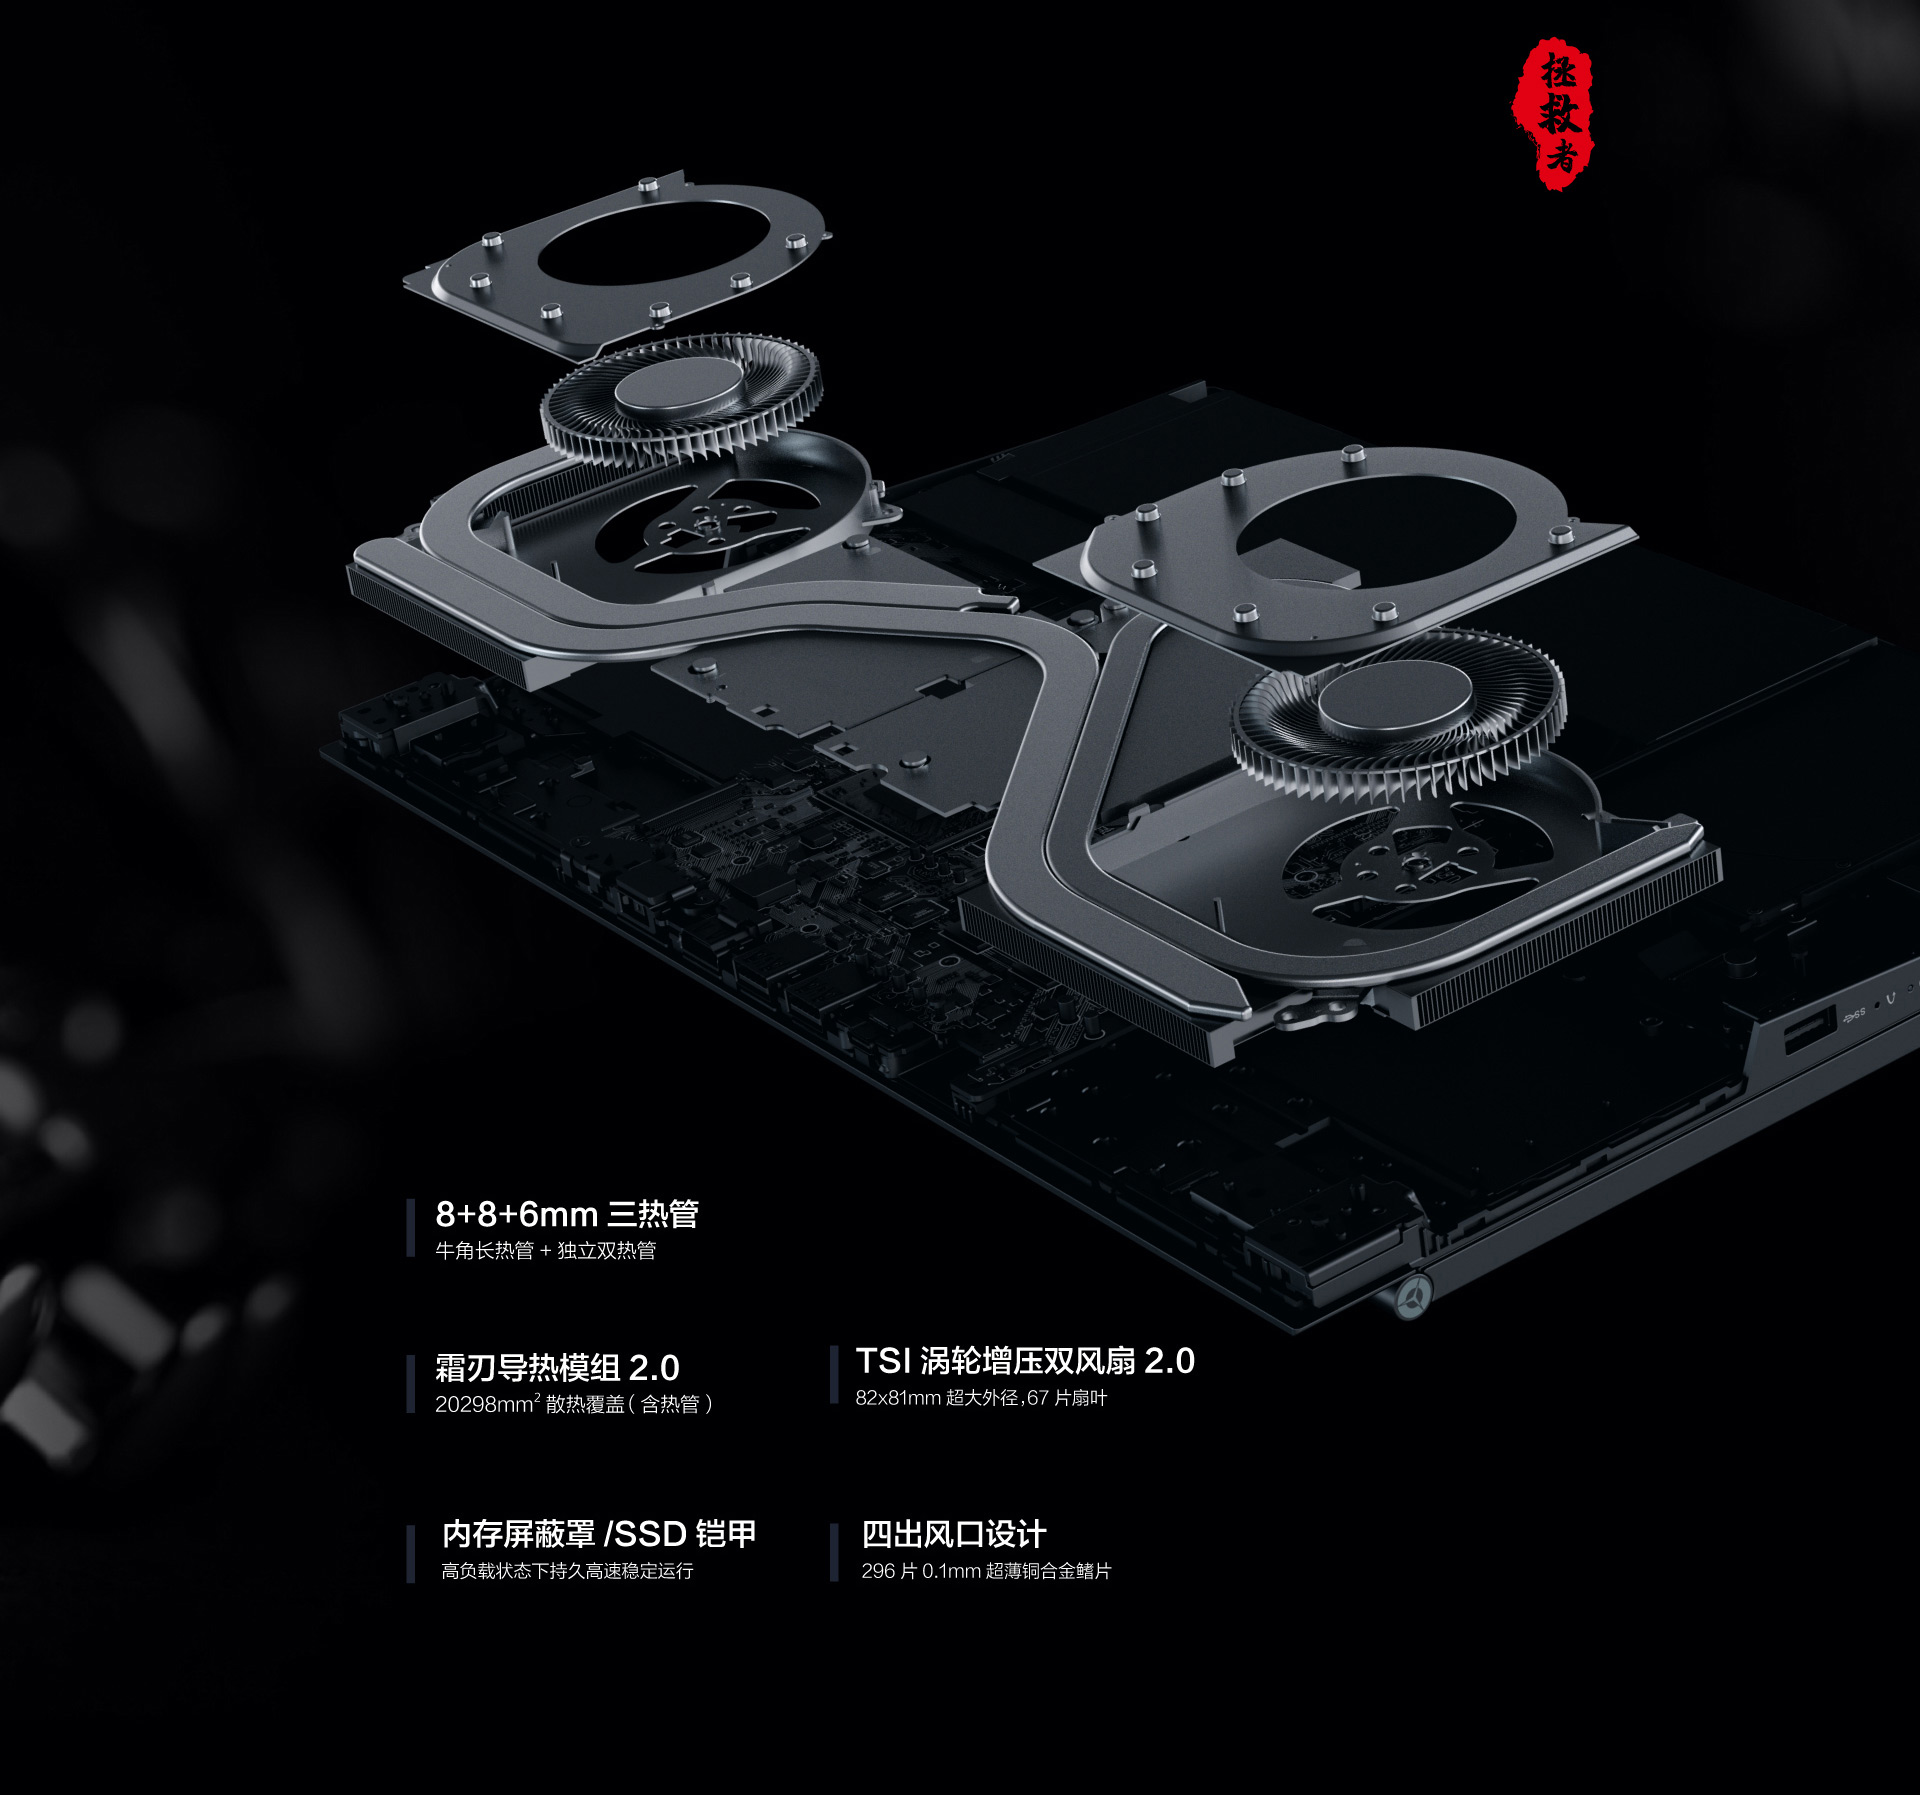 拯救者
SS
8+8+6mm 三热管
牛角长热管 + 独立双热管
霜刃导热模组 2.0
20298mm² 散热覆盖（含热管）
TSI 涡轮增压双风扇 2.0
82x81mm 超大外径，67 片扇叶
内存屏蔽罩 /SSD 铠甲
高负载状态下持久高速稳定运行
四出风口设计
296 片 0.1mm 超薄铜合金鳍片